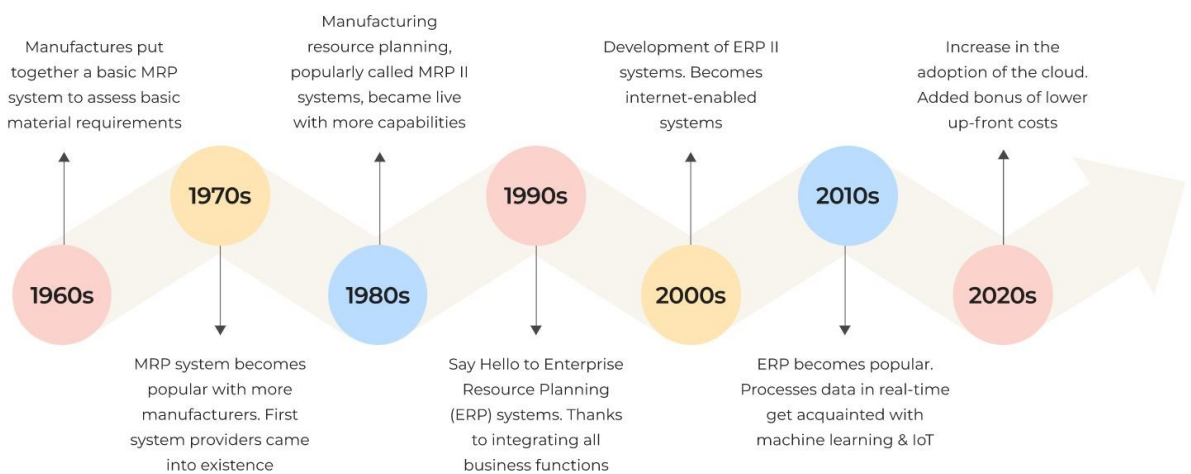 Manufactures put
together a basic MRP
system to assess basic
material requirements
1960s
1970s
MRP system becomes
popular with more
manufacturers. First
system providers came
into existence
Manufacturing
resource planning,
popularly called MRP II
systems, became live
with more capabilities
1980s
1990s
Say Hello to Enterprise
Resource Planning
(ERP) systems. Thanks
to integrating all
business functions
Development of ERP II
systems. Becomes
internet-enabled
systems
2000s
2010s
ERP becomes popular.
Processes data in real-time
get acquainted with
machine learning & IoT
Increase in the
adoption of the cloud.
Added bonus of lower
up-front costs
2020s